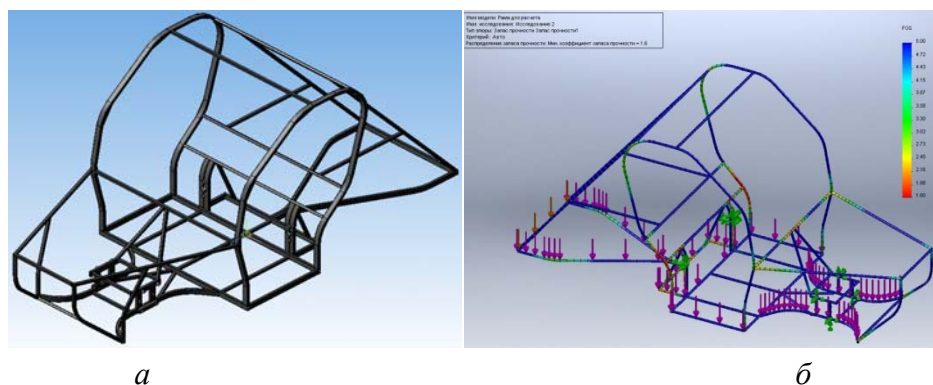 Имя модели: Рама для расчета
Имя исследования: Исследования 2
Тип эпюры: Запас прочности Запас прочности1
Критерий : Авто
Распределение запаса прочности: Мин. коэффициент запаса прочности = 1.6
FOS
5.00
4.72
4.43
4.15
3.87
3.58
3.30
3.02
2.73
2.45
2.16
1.88
1.60
а
б